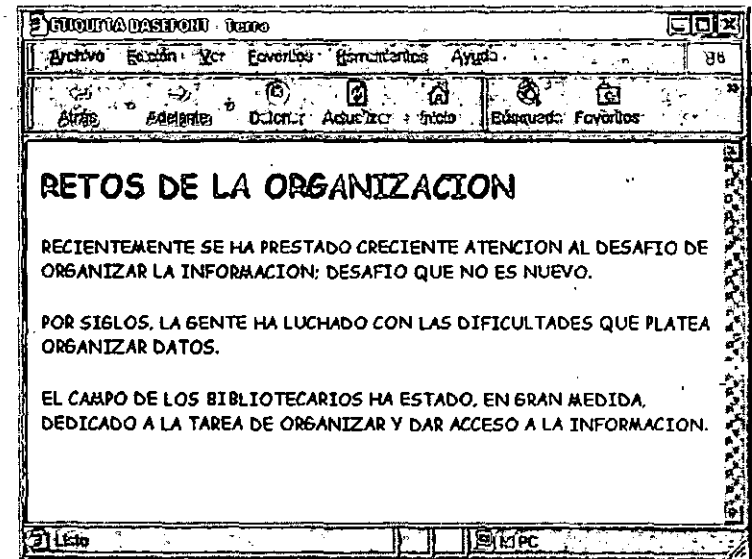 ETIQUETA BASEFONT - Terra
Archivo Edición Ver Favoritos Herramientas Ayuda
Atrás Adelante Detener Actualizar Inicio Búsqueda Favoritos
RETOS DE LA ORGANIZACION
RECIENTEMENTE SE HA PRESTADO CRECIENTE ATENCION AL DESAFIO DE
ORGANIZAR LA INFORMACION; DESAFIO QUE NO ES NUEVO.
POR SIGLOS, LA GENTE HA LUCHADO CON LAS DIFICULTADES QUE PLATEA
ORGANIZAR DATOS.
EL CAMPO DE LOS BIBLIOTECARIOS HA ESTADO, EN GRAN MEDIDA,
DEDICADO A LA TAREA DE ORGANIZAR Y DAR ACCESO A LA INFORMACION.
Listo Mi PC